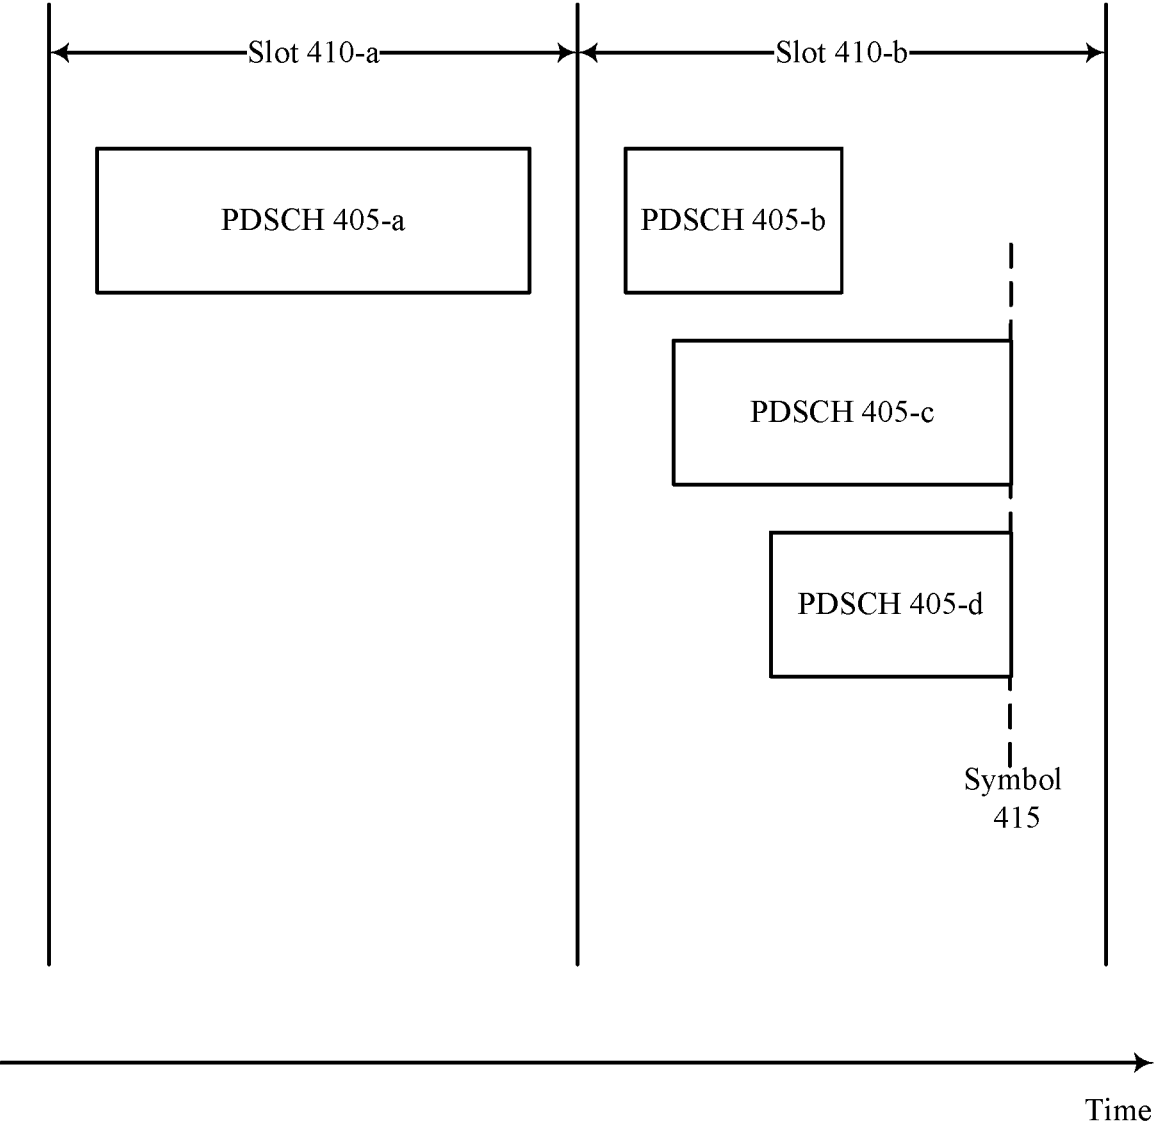 Slot 410-a
Slot 410-b
PDSCH 405-a
PDSCH 405-b
PDSCH 405-c
PDSCH 405-d
Symbol
415
Time